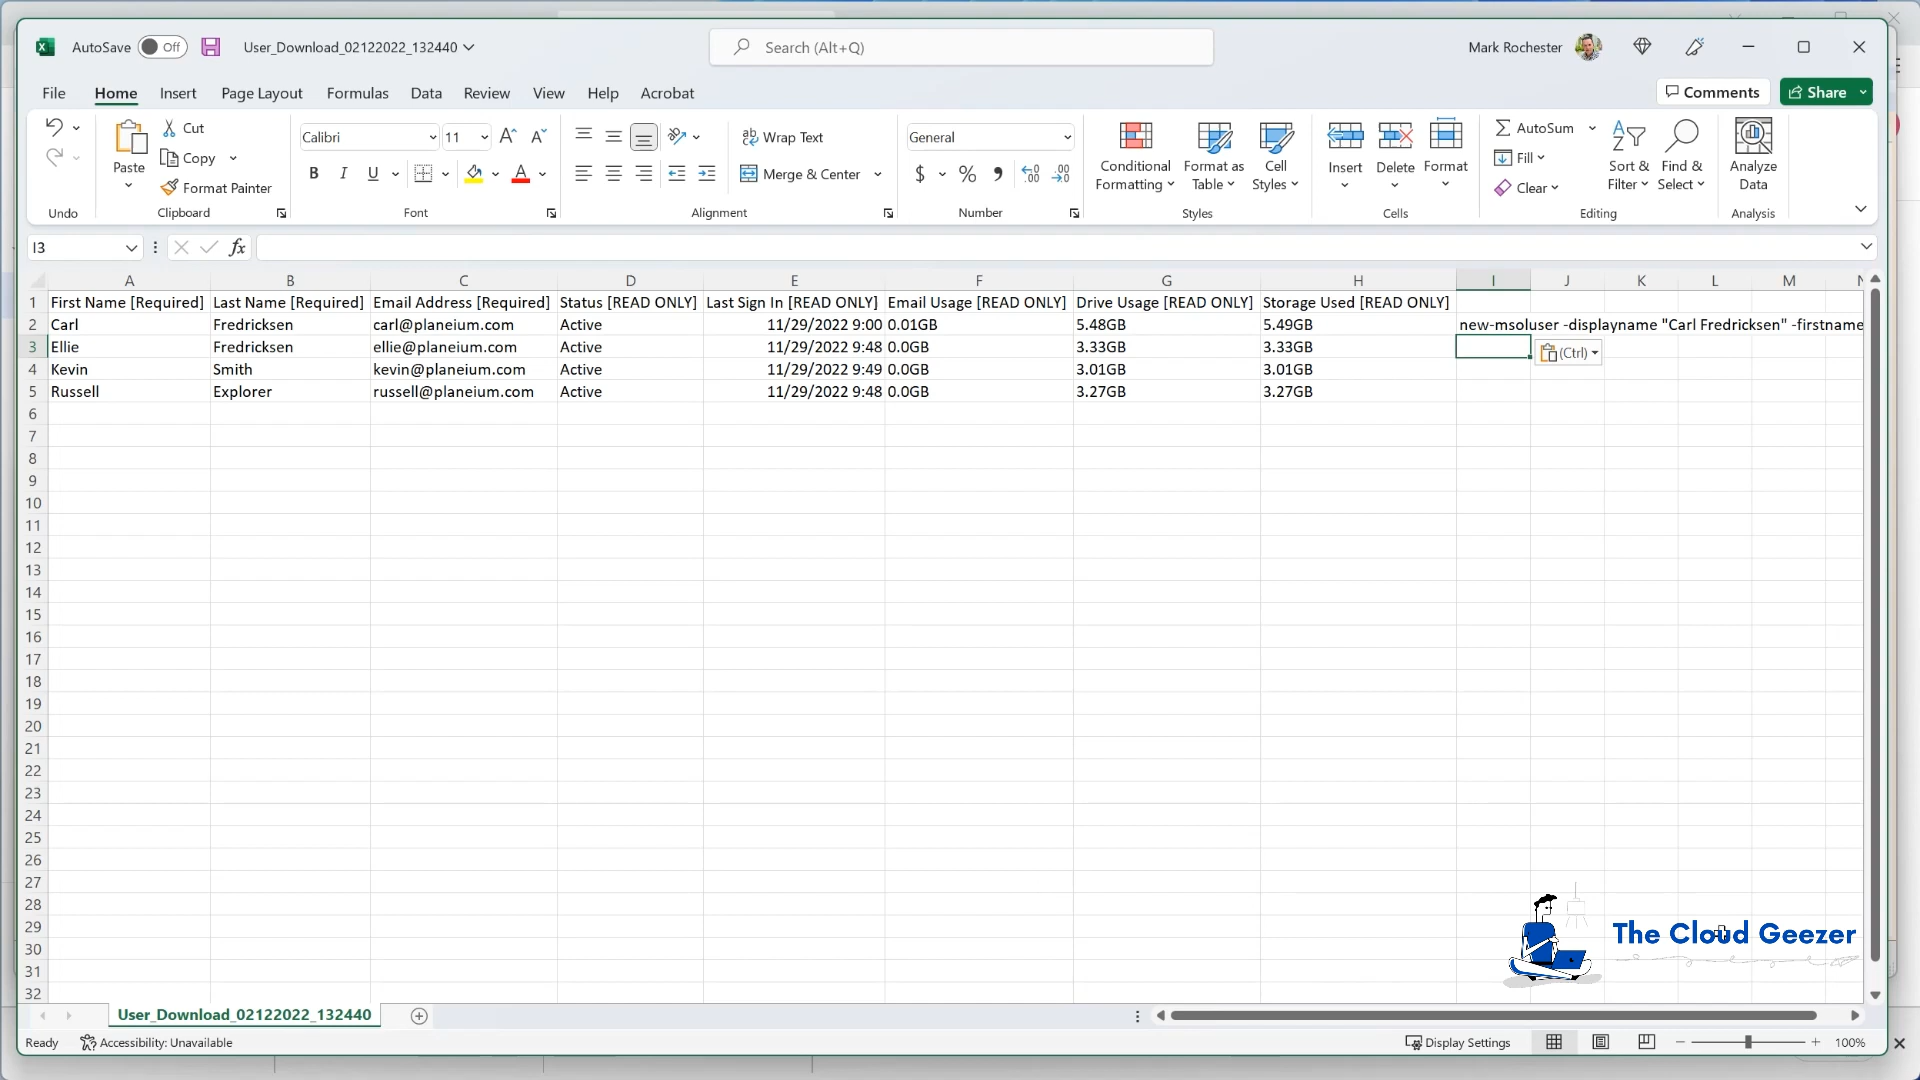 AutoSave Off User_Download_02122022_132440 Search (Alt+Q) Mark Rochester
File Home Insert Page Layout Formulas Data Review View Help Acrobat Comments Share
Paste Cut Copy Format Painter
Clipboard
Undo
Calibri 11
B I U A
Font
Wrap Text
Merge & Center
Alignment
General
$ % 9 .00
Number
Conditional Formatting
Format as Table
Cell Styles
Styles
Insert Delete Format
Cells
AutoSum
Fill
Clear
Sort & Filter
Find & Select
Editing
Analyze Data
Analysis
I3 fx
A B C D E F G H I J K L M
1 First Name [Required] Last Name [Required] Email Address [Required] Status [READ ONLY] Last Sign In [READ ONLY] Email Usage [READ ONLY] Drive Usage [READ ONLY] Storage Used [READ ONLY]
2 Carl Fredricksen carl@planeium.com Active 11/29/2022 9:00 0.01GB 5.48GB 5.49GB new-msoluser -displayname "Carl Fredricksen" -firstname
3 Ellie Fredricksen ellie@planeium.com Active 11/29/2022 9:48 0.0GB 3.33GB 3.33GB (Ctrl)
4 Kevin Smith kevin@planeium.com Active 11/29/2022 9:49 0.0GB 3.01GB 3.01GB
5 Russell Explorer russell@planeium.com Active 11/29/2022 9:48 0.0GB 3.27GB 3.27GB
6
7
8
9
10
11
12
13
14
15
16
17
18
19
20
21
22
23
24
25
26
27
28
29
30
31
32
The Cloud Geezer
User_Download_02122022_132440
Ready Accessibility: Unavailable Display Settings 100%